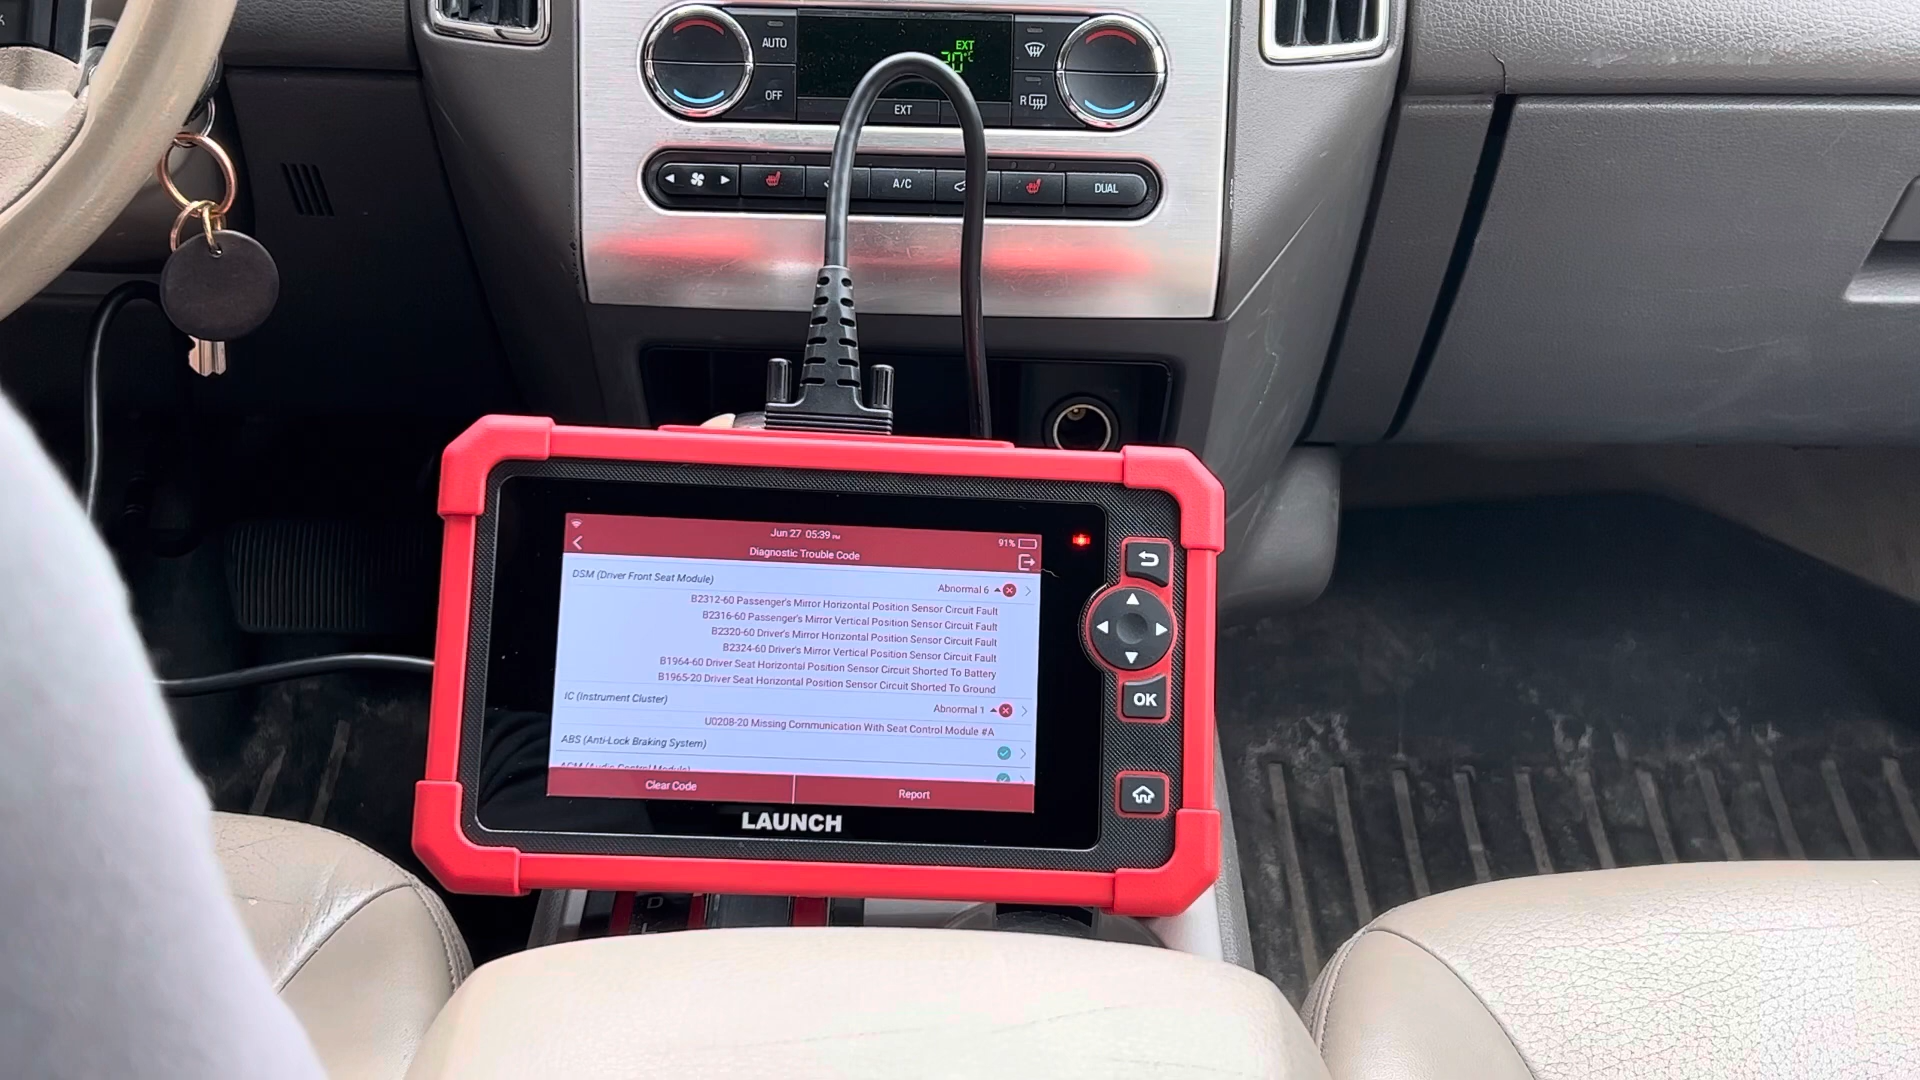 AUTO
EXT
20°C
OFF
EXT
R
A/C
DUAL
Jun 27 05:39 PM
91%
Diagnostic Trouble Code
DSM (Driver Front Seat Module)
Abnormal 6
B2312-60 Passenger's Mirror Horizontal Position Sensor Circuit Fault
B2316-60 Passenger's Mirror Vertical Position Sensor Circuit Fault
B2320-60 Driver's Mirror Horizontal Position Sensor Circuit Fault
B2324-60 Driver's Mirror Vertical Position Sensor Circuit Fault
B1964-60 Driver Seat Horizontal Position Sensor Circuit Shorted To Battery
B1965-20 Driver Seat Horizontal Position Sensor Circuit Shorted To Ground
IC (Instrument Cluster)
Abnormal 1
U0208-20 Missing Communication With Seat Control Module #A
ABS (Anti-Lock Braking System)
ACM (Audio Control Module)
Clear Code
Report
OK
LAUNCH
D